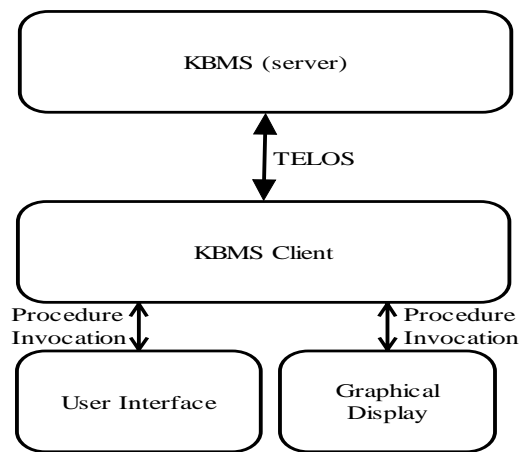 KBMS (server)
TELOS
KBMS Client
Procedure
Invocation
Procedure
Invocation
User Interface
Graphical
Display